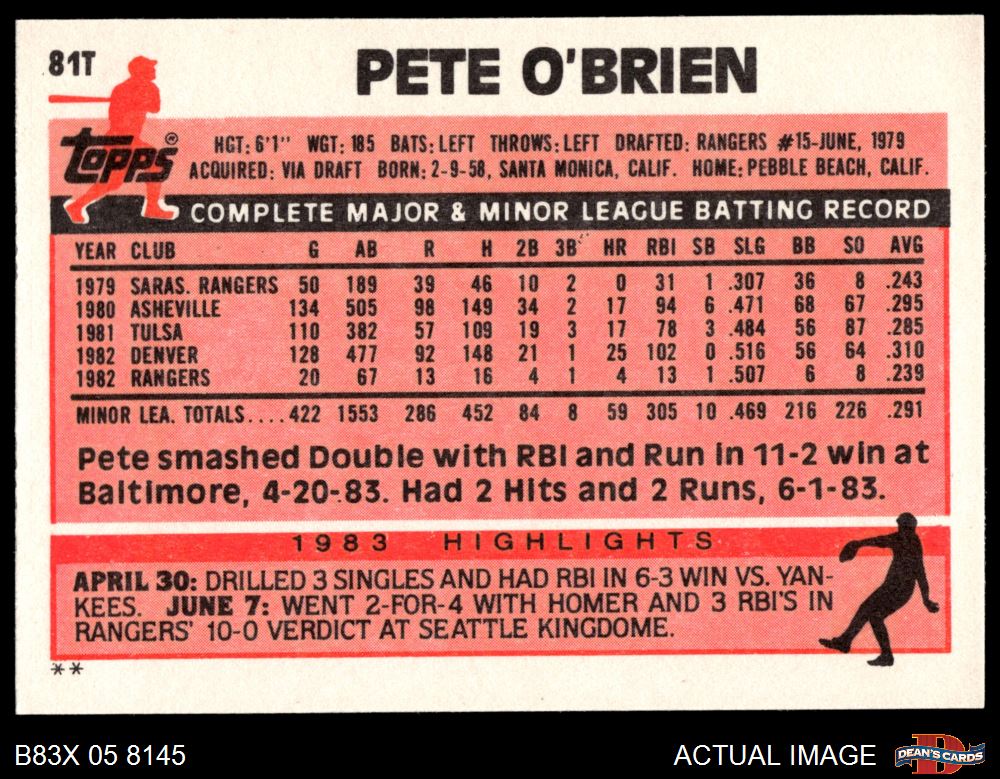 81T
PETE O'BRIEN
topps®
HGT: 6'1" WGT: 185 BATS: LEFT THROWS: LEFT DRAFTED: RANGERS #15-JUNE, 1979
ACQUIRED: VIA DRAFT BORN: 2-9-58, SANTA MONICA, CALIF. HOME: PEBBLE BEACH, CALIF.
COMPLETE MAJOR & MINOR LEAGUE BATTING RECORD
YEAR CLUB G AB R H 2B 3B HR RBI SB SLG BB SO AVG
1979 SARAS. RANGERS 50 189 39 46 10 2 0 31 1 .307 36 8 .243
1980 ASHEVILLE 134 505 98 149 34 2 17 94 6 .471 68 67 .295
1981 TULSA 110 382 57 109 19 3 17 78 3 .484 56 87 .285
1982 DENVER 128 477 92 148 21 1 25 102 0 .516 56 64 .310
1982 RANGERS 20 67 13 16 4 1 4 13 1 .507 6 8 .239
MINOR LEA. TOTALS....422 1553 286 452 84 8 59 305 10 .469 216 226 .291
Pete smashed Double with RBI and Run in 11-2 win at
Baltimore, 4-20-83. Had 2 Hits and 2 Runs, 6-1-83.
1983 HIGHLIGHTS
APRIL 30: DRILLED 3 SINGLES AND HAD RBI IN 6-3 WIN VS. YAN-
KEES. JUNE 7: WENT 2-FOR-4 WITH HOMER AND 3 RBI'S IN
RANGERS' 10-0 VERDICT AT SEATTLE KINGDOME.
**
B83X 05 8145
ACTUAL IMAGE
DEAN'S CARDS